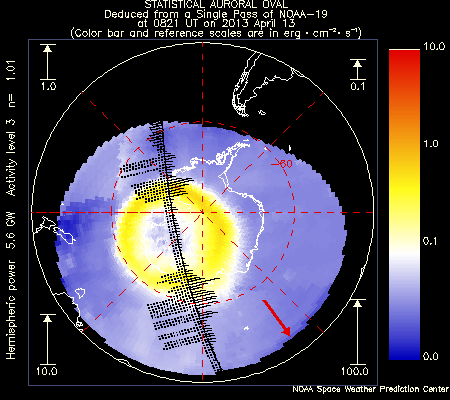 STATISTICAL AURORAL OVAL
Deduced from a Single Pass of NOAA-19
at 0821 UT on 2013 April 13
(Color bar and reference scales are in erg·cm⁻²·s⁻¹)
1.0
0.1
10.0
1.0
0.1
0.0
-60
Hemispheric power 5.6 GW Activity level 3 n= 1.01
10.0
100.0
NOAA Space Weather Prediction Center